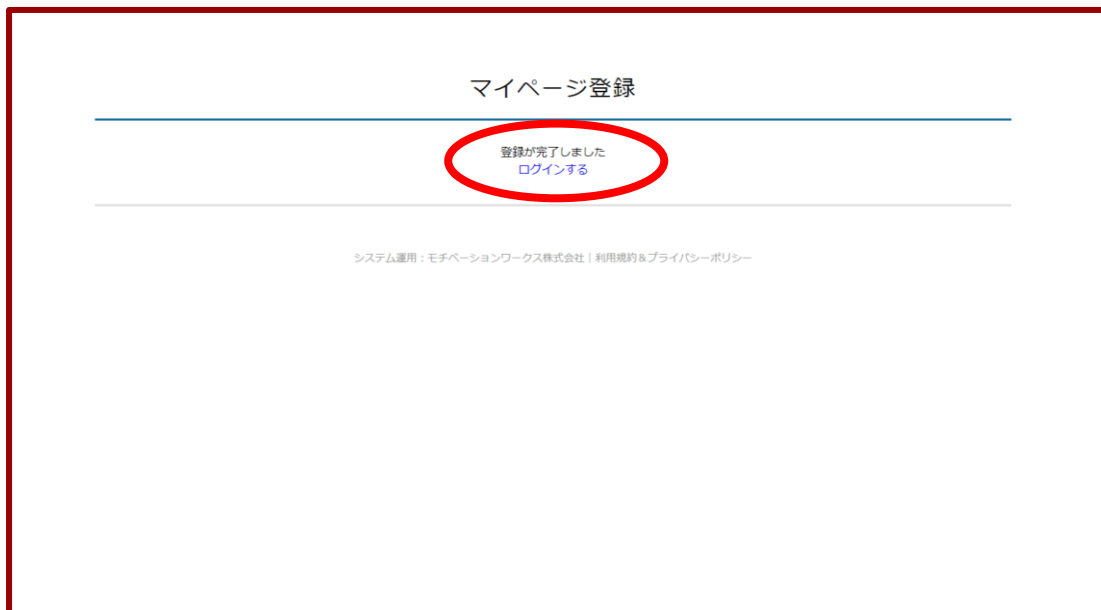 マイページ登録
登録が完了しました
ログインする
システム運用：モチベーションワークス株式会社｜利用規約&プライバシーポリシー